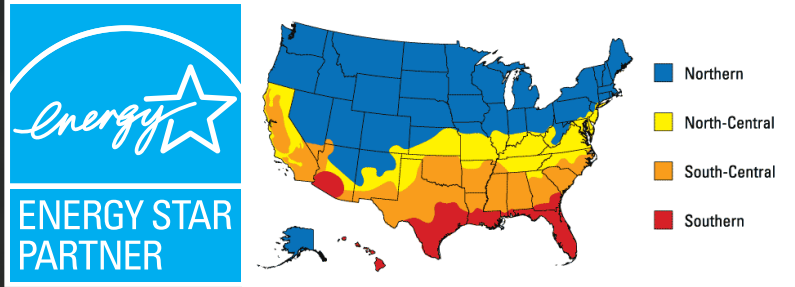 energy
ENERGY STAR
PARTNER
Northern
North-Central
South-Central
Southern